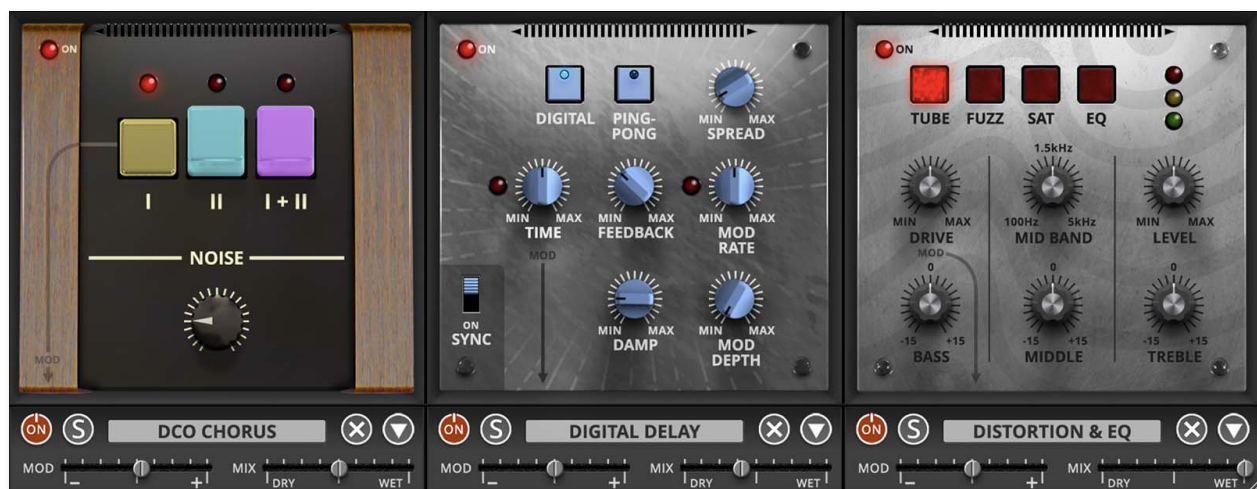 ON
I II I + II
NOISE
MOD
ON S DCO CHORUS
MOD - + MIX DRY WET
ON
DIGITAL PING-
PONG
MIN MAX
SPREAD
MIN MAX MIN MAX MIN MAX
TIME FEEDBACK MOD
RATE
MOD
ON
SYNC
MIN MAX MIN MAX
DAMP MOD
DEPTH
ON S DIGITAL DELAY
MOD - + MIX DRY WET
ON
TUBE FUZZ SAT EQ
1.5kHz
MIN MAX 100Hz 5kHz MIN MAX
DRIVE MID BAND LEVEL
MOD
0 0 0
-15 +15 -15 +15 -15 +15
BASS MIDDLE TREBLE
ON S DISTORTION & EQ
MOD - + MIX DRY WET